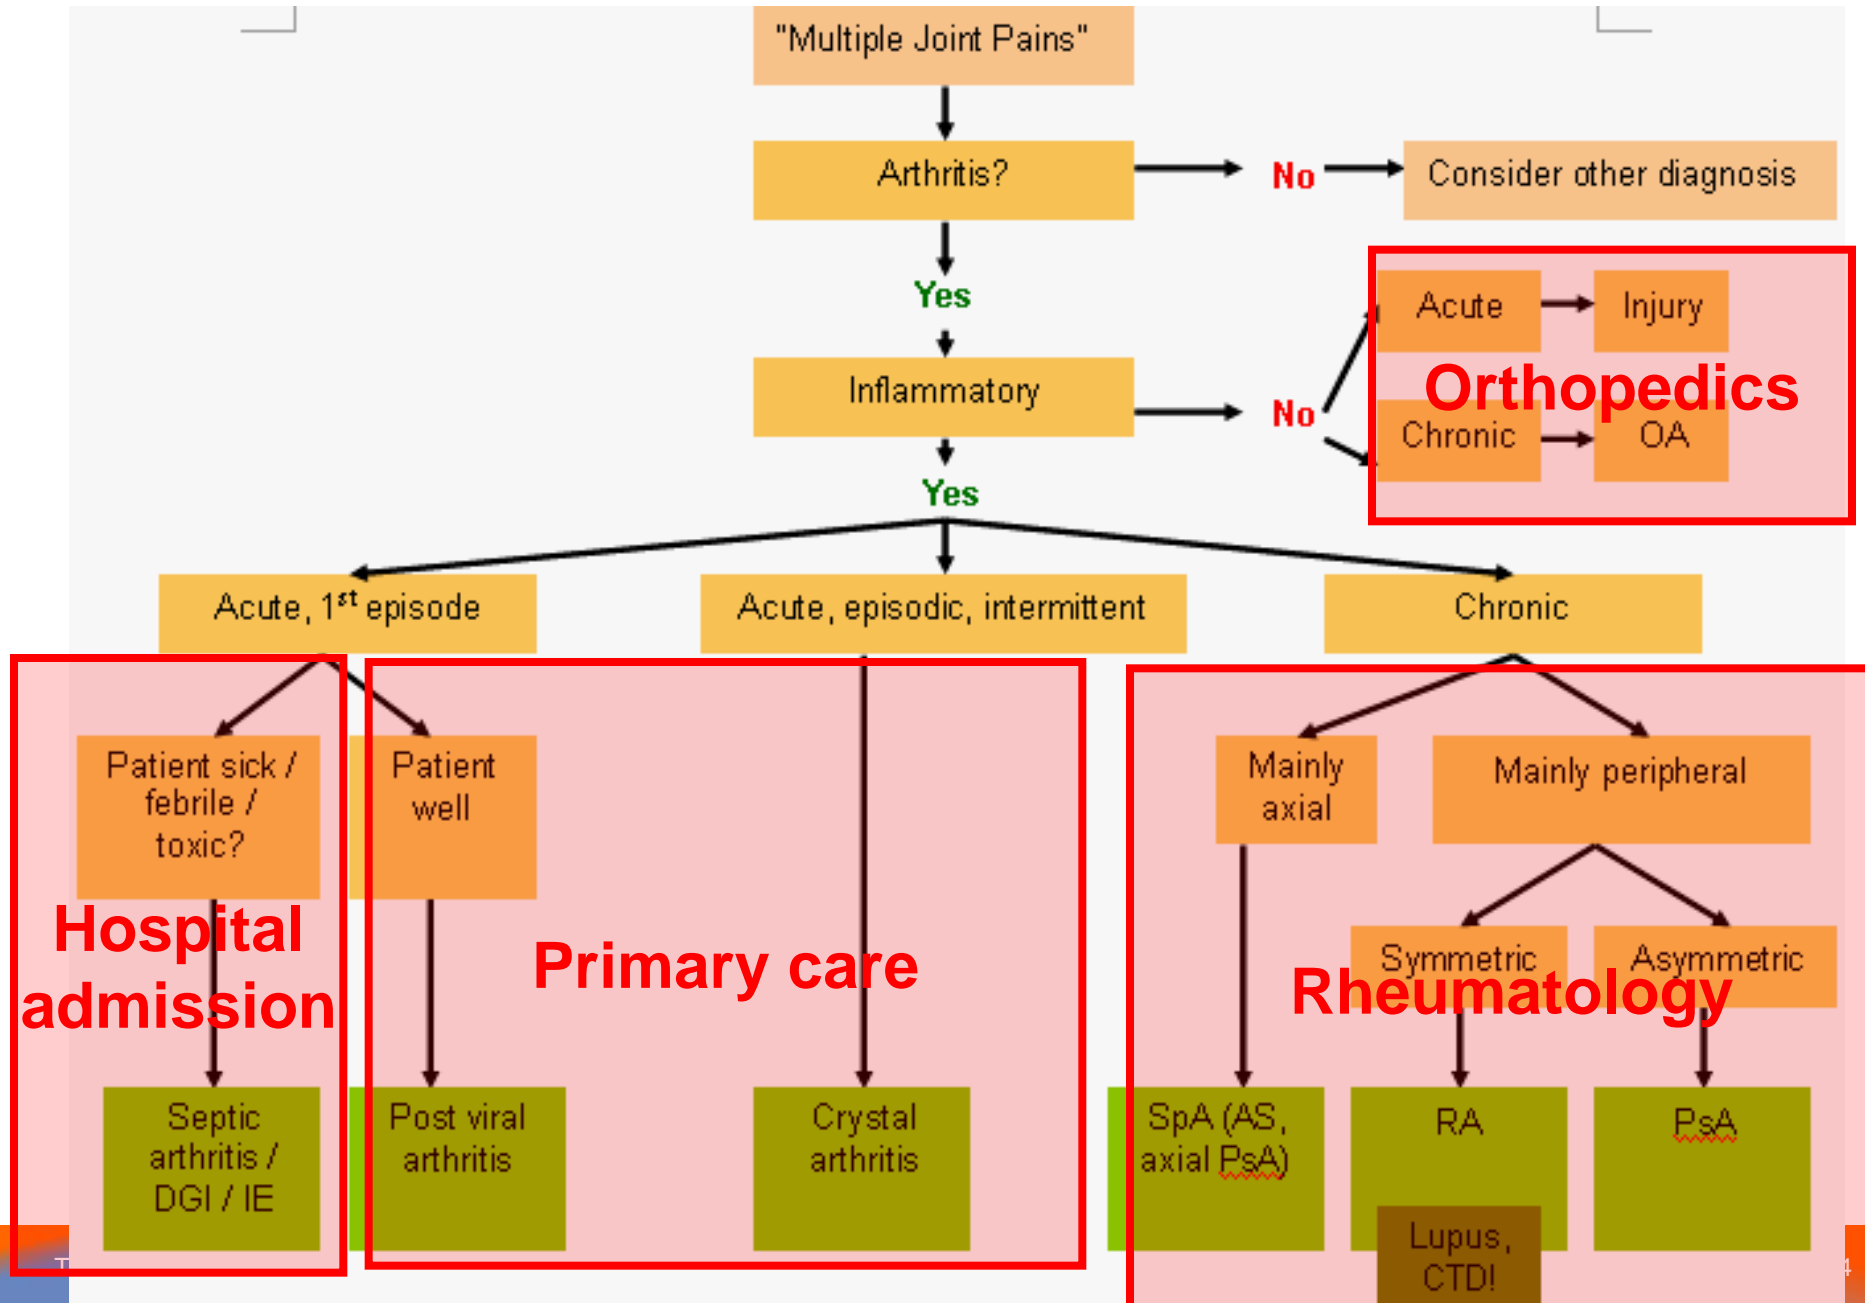 "Multiple Joint Pains"
Arthritis?
No
Consider other diagnosis
Yes
Acute
Injury
Inflammatory
No
Orthopedics
Chronic
OA
Yes
Acute, 1st episode
Acute, episodic, intermittent
Chronic
Patient sick /
febrile /
toxic?
Patient
well
Mainly
axial
Mainly peripheral
Hospital
admission
Primary care
Symmetric
Asymmetric
Rheumatology
Septic
arthritis /
DGI / IE
Post viral
arthritis
Crystal
arthritis
SpA (AS,
axial PsA)
RA
PsA
Lupus,
CTD!
T
4